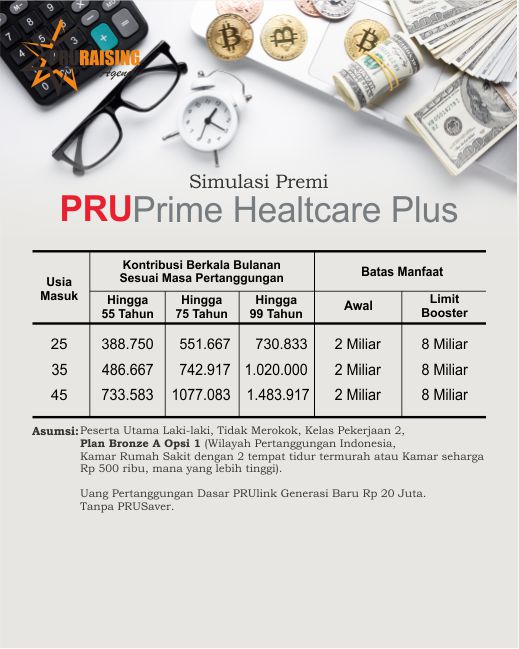 PRURAISING
Agency
Simulasi Premi
PRUPrime Healtcare Plus
Usia Masuk
Kontribusi Berkala Bulanan
Sesuai Masa Pertanggungan
Batas Manfaat
Hingga 55 Tahun
Hingga 75 Tahun
Hingga 99 Tahun
Awal
Limit Booster
25 388.750 551.667 730.833 2 Miliar 8 Miliar
35 486.667 742.917 1.020.000 2 Miliar 8 Miliar
45 733.583 1077.083 1.483.917 2 Miliar 8 Miliar
Asumsi: Peserta Utama Laki-laki, Tidak Merokok, Kelas Pekerjaan 2,
Plan Bronze A Opsi 1 (Wilayah Pertanggungan Indonesia,
Kamar Rumah Sakit dengan 2 tempat tidur termurah atau Kamar seharga
Rp 500 ribu, mana yang lebih tinggi).
Uang Pertanggungan Dasar PRUlink Generasi Baru Rp 20 Juta.
Tanpa PRUSaver.